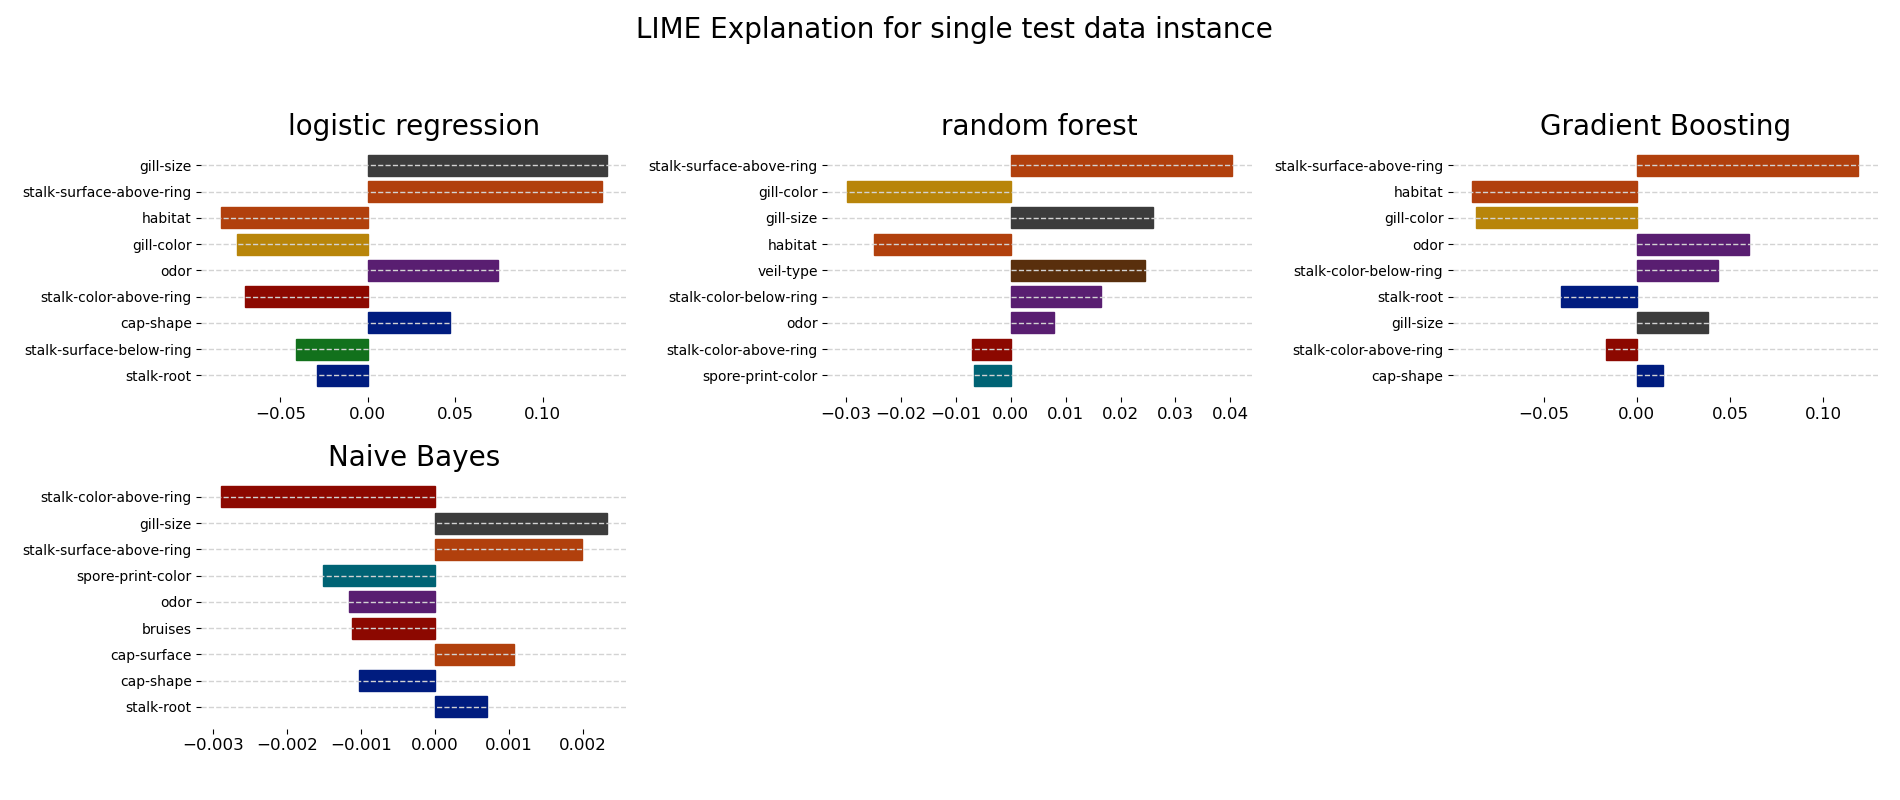 LIME Explanation for single test data instance
logistic regression
gill-size
stalk-surface-above-ring
habitat
gill-color
odor
stalk-color-above-ring
cap-shape
stalk-surface-below-ring
stalk-root
−0.05 0.00 0.05 0.10
random forest
stalk-surface-above-ring
gill-color
gill-size
habitat
veil-type
stalk-color-below-ring
odor
stalk-color-above-ring
spore-print-color
−0.03 −0.02 −0.01 0.00 0.01 0.02 0.03 0.04
Gradient Boosting
stalk-surface-above-ring
habitat
gill-color
odor
stalk-color-below-ring
stalk-root
gill-size
stalk-color-above-ring
cap-shape
−0.05 0.00 0.05 0.10
Naive Bayes
stalk-color-above-ring
gill-size
stalk-surface-above-ring
spore-print-color
odor
bruises
cap-surface
cap-shape
stalk-root
−0.003 −0.002 −0.001 0.000 0.001 0.002